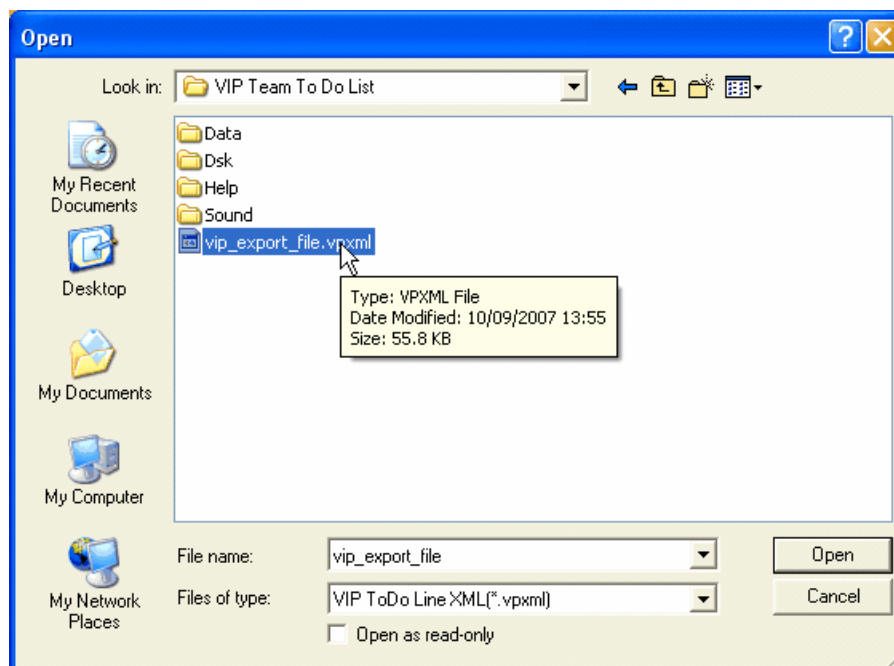 Open
Look in:
VIP Team To Do List
My Recent
Documents
Desktop
My Documents
My Computer
My Network
Places
Data
Dsk
Help
Sound
vip_export_file.vpxml
Type: VPXML File
Date Modified: 10/09/2007 13:55
Size: 55.8 KB
File name:
vip_export_file
Open
Files of type:
VIP ToDo Line XML(*.vpxml)
Cancel
Open as read-only